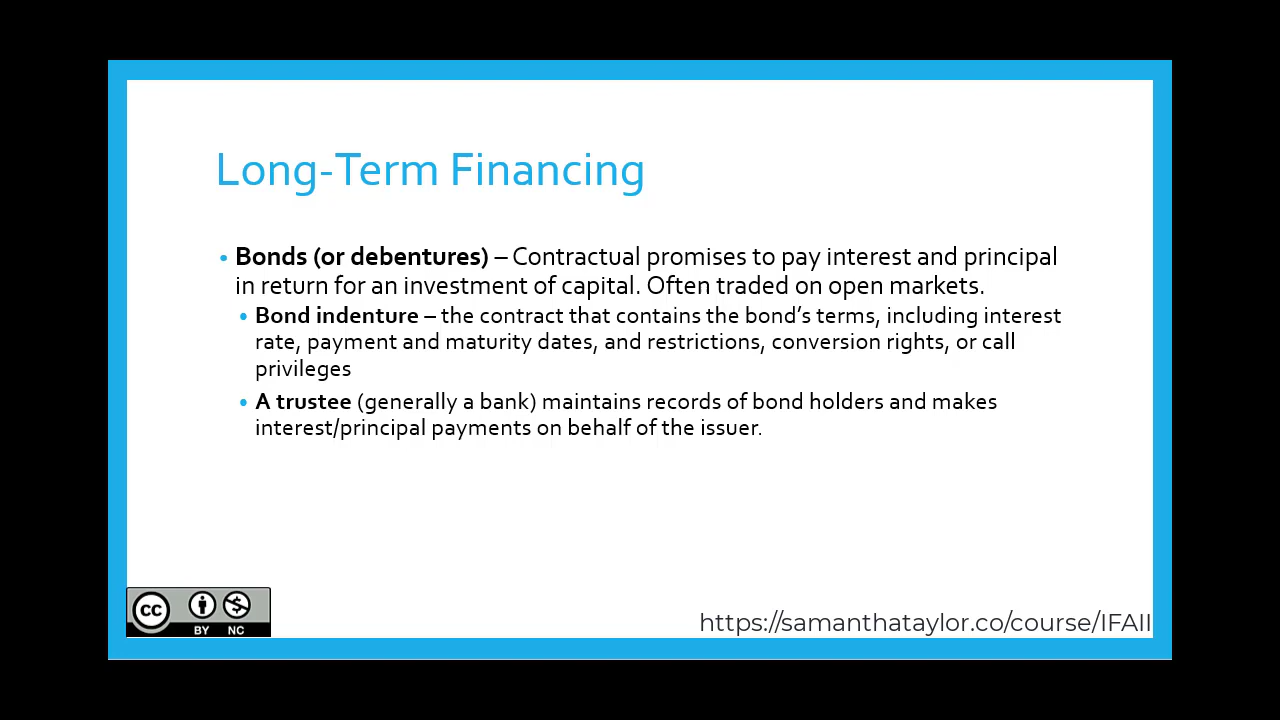 Long-Term Financing
• Bonds (or debentures) – Contractual promises to pay interest and principal
in return for an investment of capital. Often traded on open markets.
• Bond indenture – the contract that contains the bond's terms, including interest
rate, payment and maturity dates, and restrictions, conversion rights, or call
privileges
• A trustee (generally a bank) maintains records of bond holders and makes
interest/principal payments on behalf of the issuer.
cc
BY NC
https://samanthataylor.co/course/IFAII